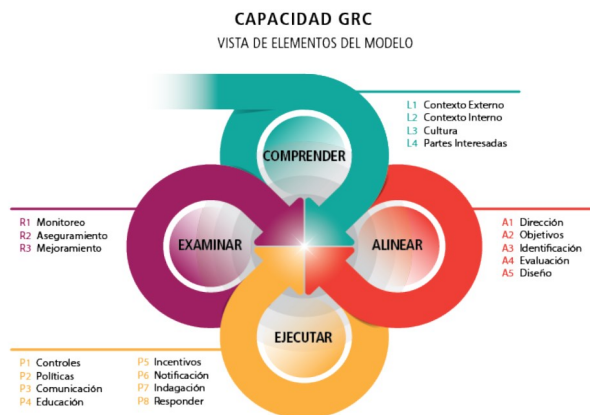 CAPACIDAD GRC
VISTA DE ELEMENTOS DEL MODELO
COMPRENDER
L1 Contexto Externo
L2 Contexto Interno
L3 Cultura
L4 Partes Interesadas
R1 Monitoreo
R2 Aseguramiento
R3 Mejoramiento
EXAMINAR
ALINEAR
A1 Dirección
A2 Objetivos
A3 Identificación
A4 Evaluación
A5 Diseño
EJECUTAR
P1 Controles
P2 Políticas
P3 Comunicación
P4 Educación
P5 Incentivos
P6 Notificación
P7 Indagación
P8 Responder